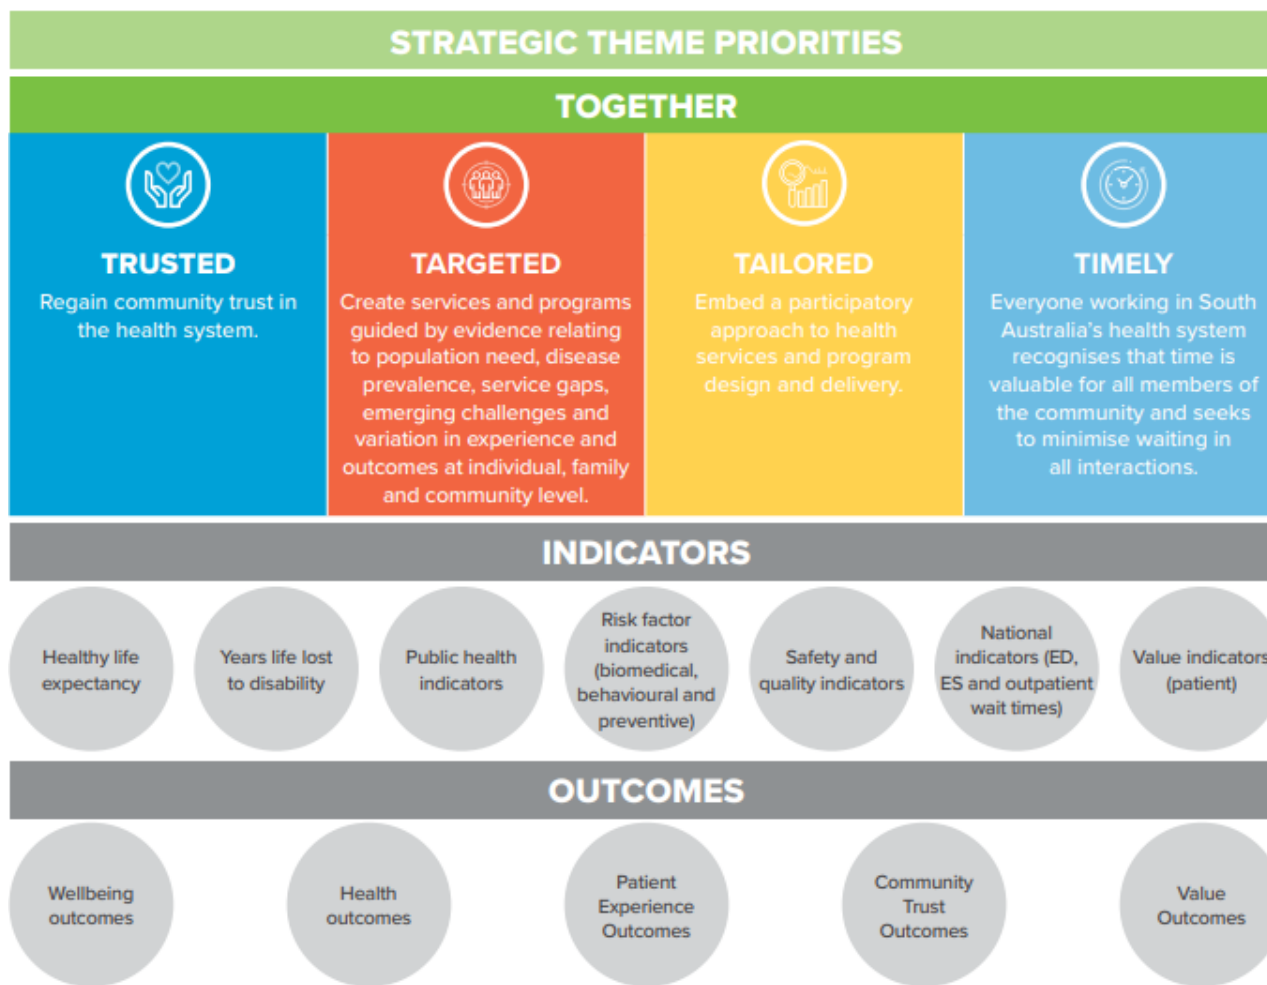 STRATEGIC THEME PRIORITIES
TOGETHER
TRUSTED
Regain community trust in
the health system.
TARGETED
Create services and programs
guided by evidence relating
to population need, disease
prevalence, service gaps,
emerging challenges and
variation in experience and
outcomes at individual, family
and community level.
TAILORED
Embed a participatory
approach to health
services and program
design and delivery.
TIMELY
Everyone working in South
Australia’s health system
recognises that time is
valuable for all members of
the community and seeks
to minimise waiting in
all interactions.
INDICATORS
Healthy life
expectancy
Years life lost
to disability
Public health
indicators
Risk factor
indicators
(biomedical,
behavioural and
preventive)
Safety and
quality indicators
National
indicators (ED,
ES and outpatient
wait times)
Value indicators
(patient)
OUTCOMES
Wellbeing
outcomes
Health
outcomes
Patient
Experience
Outcomes
Community
Trust
Outcomes
Value
Outcomes